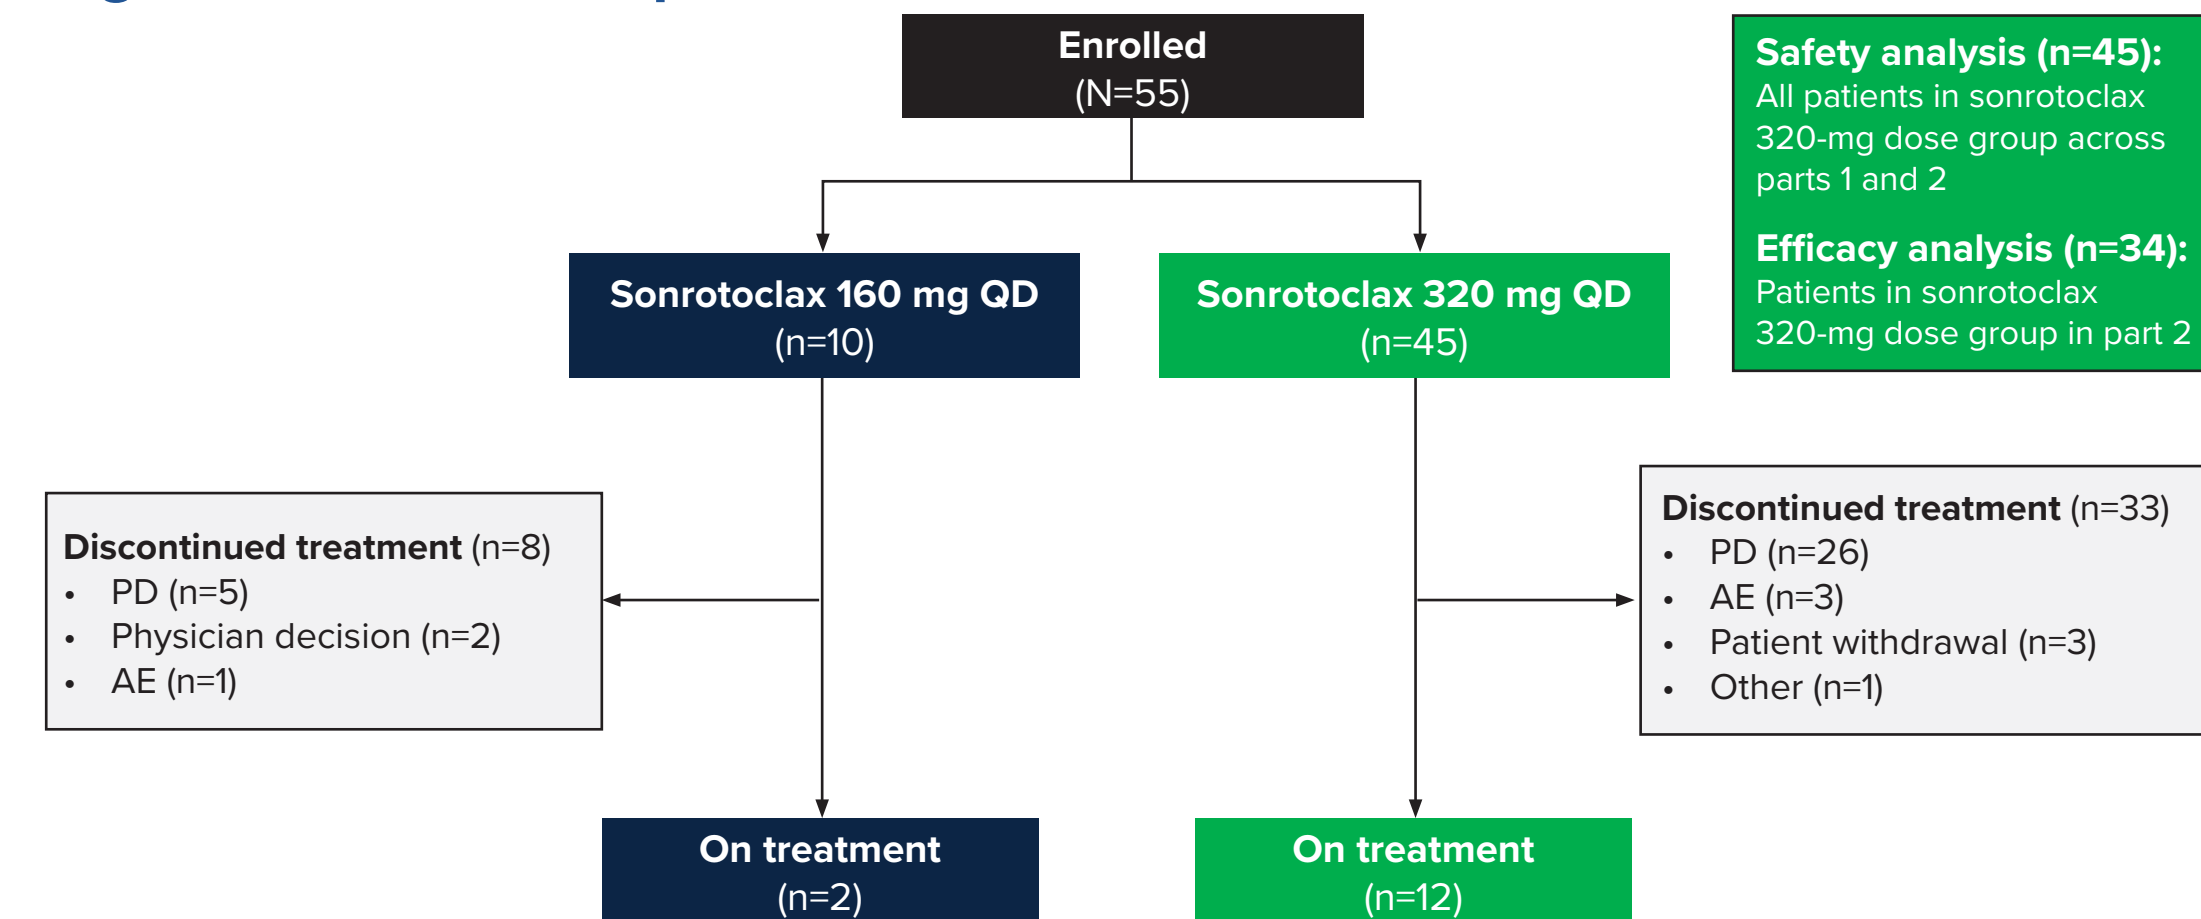 Enrolled
(N=55)
Safety analysis (n=45):
All patients in sonrotoclax
320-mg dose group across
parts 1 and 2
Efficacy analysis (n=34):
Patients in sonrotoclax
320-mg dose group in part 2
Sonrotoclax 160 mg QD
(n=10)
Sonrotoclax 320 mg QD
(n=45)
Discontinued treatment (n=8)
• PD (n=5)
• Physician decision (n=2)
• AE (n=1)
Discontinued treatment (n=33)
• PD (n=26)
• AE (n=3)
• Patient withdrawal (n=3)
• Other (n=1)
On treatment
(n=2)
On treatment
(n=12)